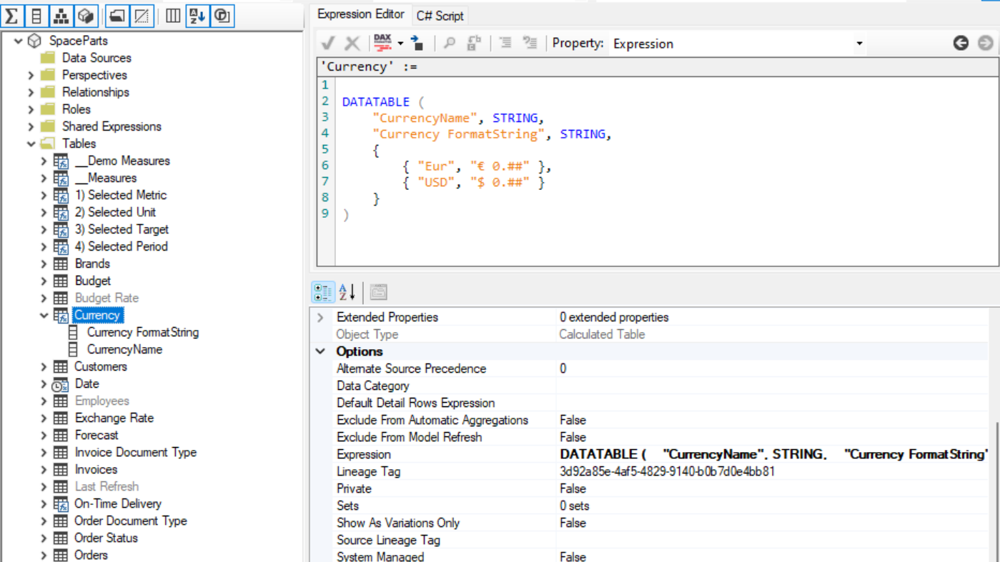 SpaceParts
Data Sources
Perspectives
Relationships
Roles
Shared Expressions
Tables
__Demo Measures
__Measures
1) Selected Metric
2) Selected Unit
3) Selected Target
4) Selected Period
Brands
Budget
Budget Rate
Currency
Currency FormatString
CurrencyName
Customers
Date
Employees
Exchange Rate
Forecast
Invoice Document Type
Invoices
Last Refresh
On-Time Delivery
Order Document Type
Order Status
Orders
Expression Editor C# Script
DAX Property: Expression
'Currency' :=
1
2 DATATABLE (
3 "CurrencyName", STRING,
4 "Currency FormatString", STRING,
5 {
6 { "Eur", "€ 0.##" },
7 { "USD", "$ 0.##" }
8 }
9 )
Extended Properties 0 extended properties
Object Type Calculated Table
Options
Alternate Source Precedence 0
Data Category
Default Detail Rows Expression
Exclude From Automatic Aggregations False
Exclude From Model Refresh False
Expression DATATABLE ( "CurrencyName", STRING, "Currency FormatString"
Lineage Tag 3d92a85e-4af5-4829-9140-b0b7d0e4bb81
Private False
Sets 0 sets
Show As Variations Only False
Source Lineage Tag
System Managed False